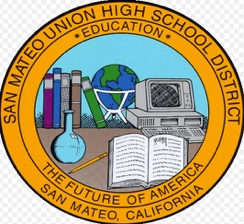 SAN MATEO UNION HIGH SCHOOL DISTRICT
*EDUCATION*
THE FUTURE OF AMERICA
SAN MATEO, CALIFORNIA